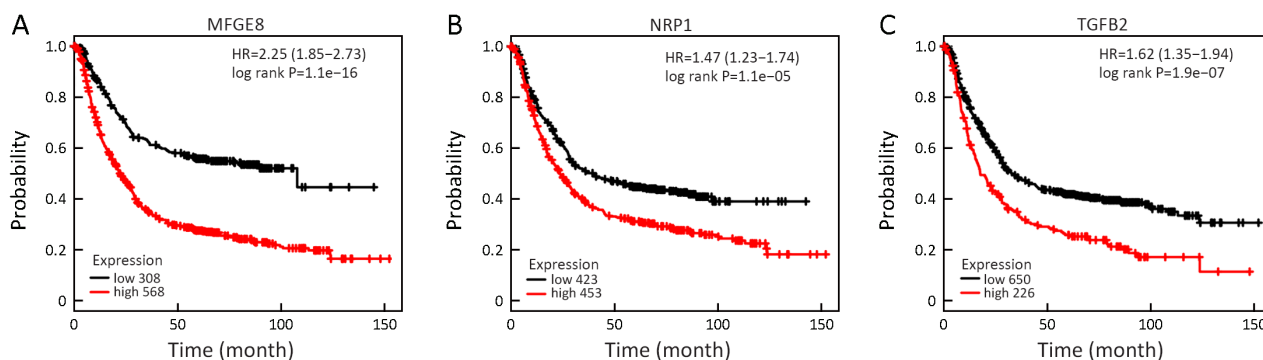 A
MFGE8
HR=2.25 (1.85–2.73)
log rank P=1.1e−16
Probability
1.0
0.8
0.6
0.4
0.2
0
Expression
low 308
high 568
0 50 100 150
Time (month)
B
NRP1
HR=1.47 (1.23–1.74)
log rank P=1.1e−05
Probability
1.0
0.8
0.6
0.4
0.2
0
Expression
low 423
high 453
0 50 100 150
Time (month)
C
TGFB2
HR=1.62 (1.35–1.94)
log rank P=1.9e−07
Probability
1.0
0.8
0.6
0.4
0.2
0
Expression
low 650
high 226
0 50 100 150
Time (month)